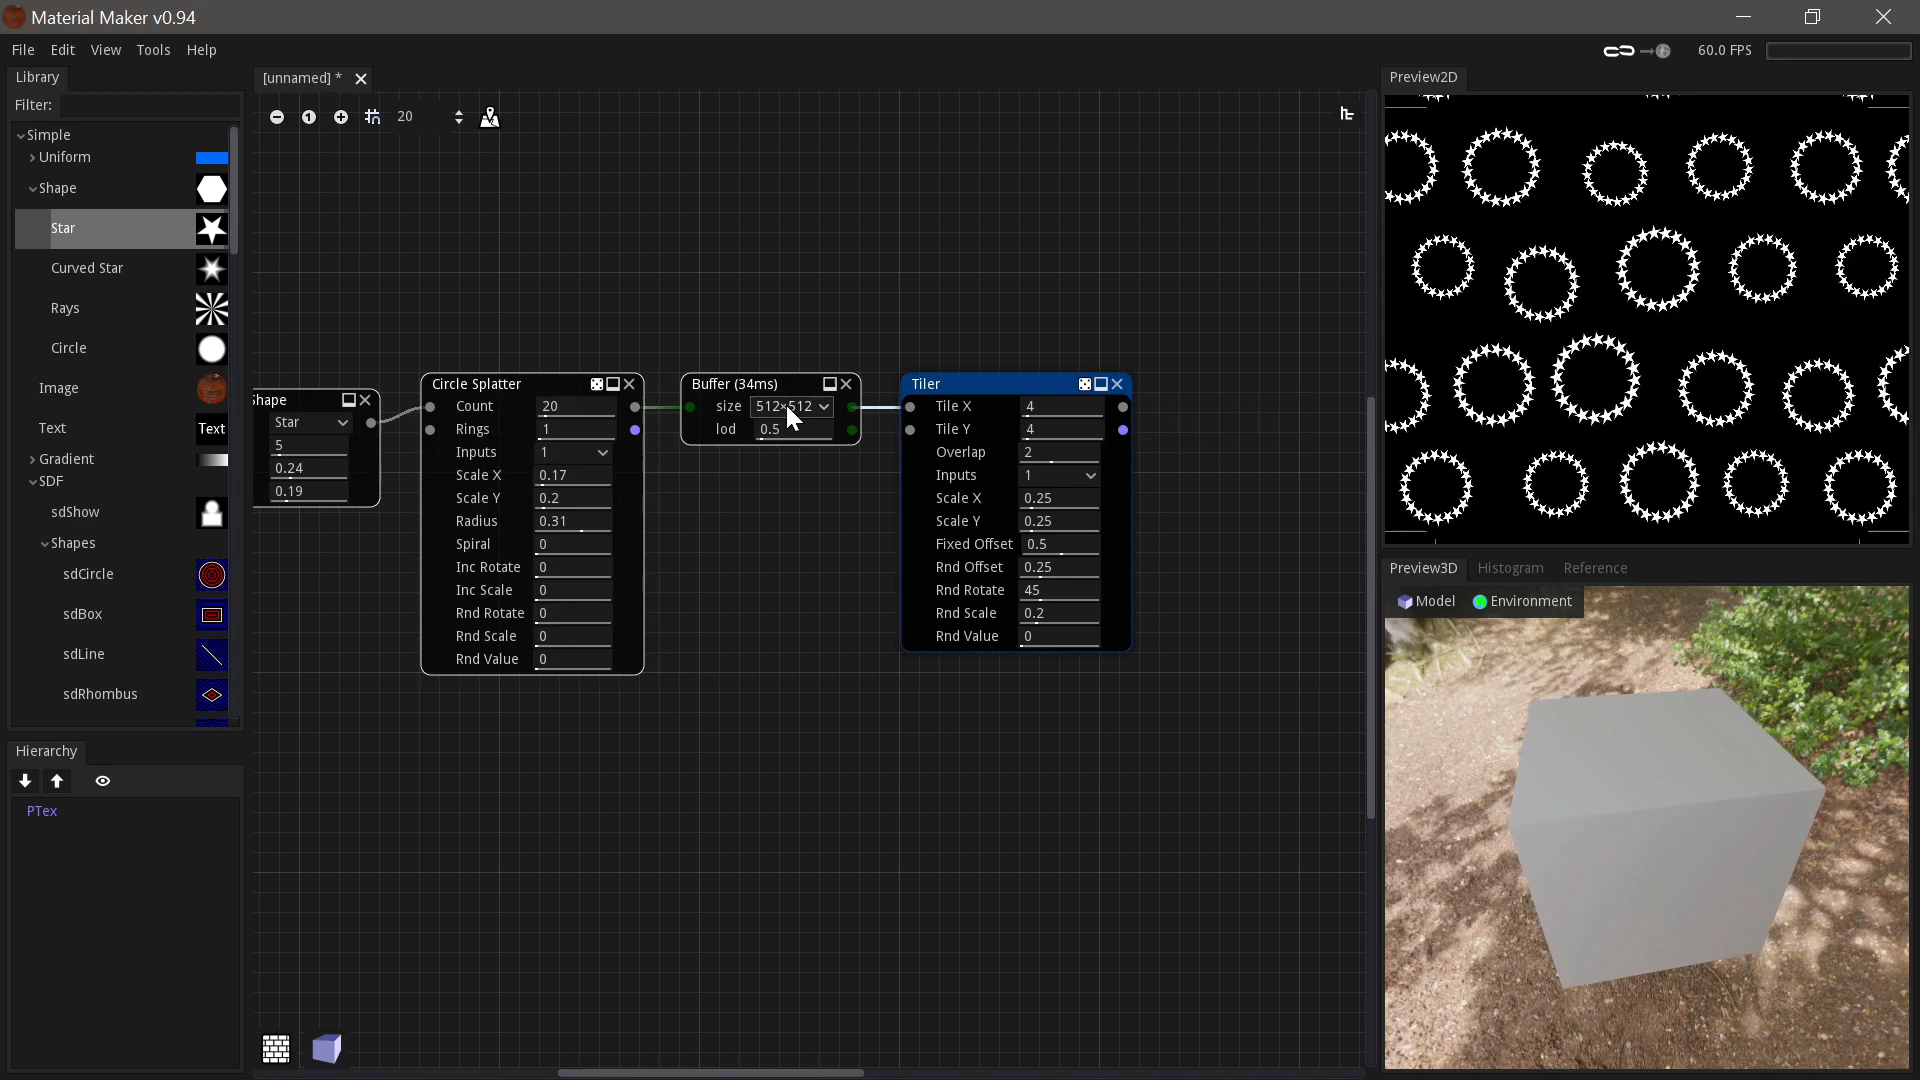 Material Maker v0.94
File Edit View Tools Help
60.0 FPS
Library
Filter:
Simple
Uniform
Shape
Star
Curved Star
Rays
Circle
Image
Text
Text
Gradient
SDF
sdShow
Shapes
sdCircle
sdBox
sdLine
sdRhombus
Hierarchy
PTex
[unnamed] *
1
20
Shape
Star
5
0.24
0.19
Circle Splatter
Count 20
Rings 1
Inputs 1
Scale X 0.17
Scale Y 0.2
Radius 0.31
Spiral 0
Inc Rotate 0
Inc Scale 0
Rnd Rotate 0
Rnd Scale 0
Rnd Value 0
Buffer (34ms)
size 512×512
lod 0.5
Tiler
Tile X 4
Tile Y 4
Overlap 2
Inputs 1
Scale X 0.25
Scale Y 0.25
Fixed Offset 0.5
Rnd Offset 0.25
Rnd Rotate 45
Rnd Scale 0.2
Rnd Value 0
Preview2D
Preview3D Histogram Reference
Model Environment